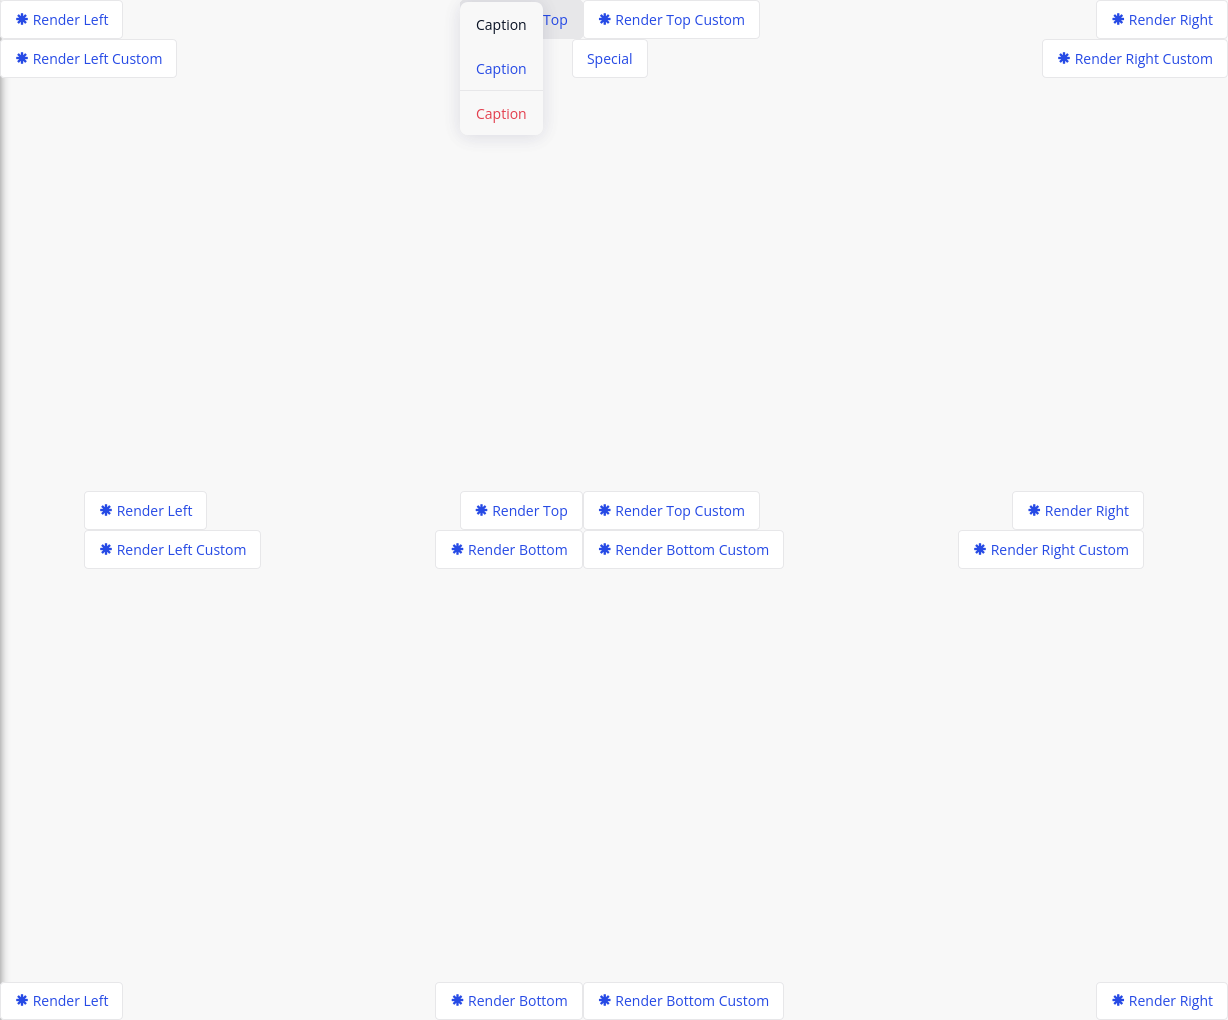 Render Left
Caption
Top
Render Top Custom
Render Right
Render Left Custom
Caption
Special
Render Right Custom
Caption
Render Left
Render Top
Render Top Custom
Render Right
Render Left Custom
Render Bottom
Render Bottom Custom
Render Right Custom
Render Left
Render Bottom
Render Bottom Custom
Render Right